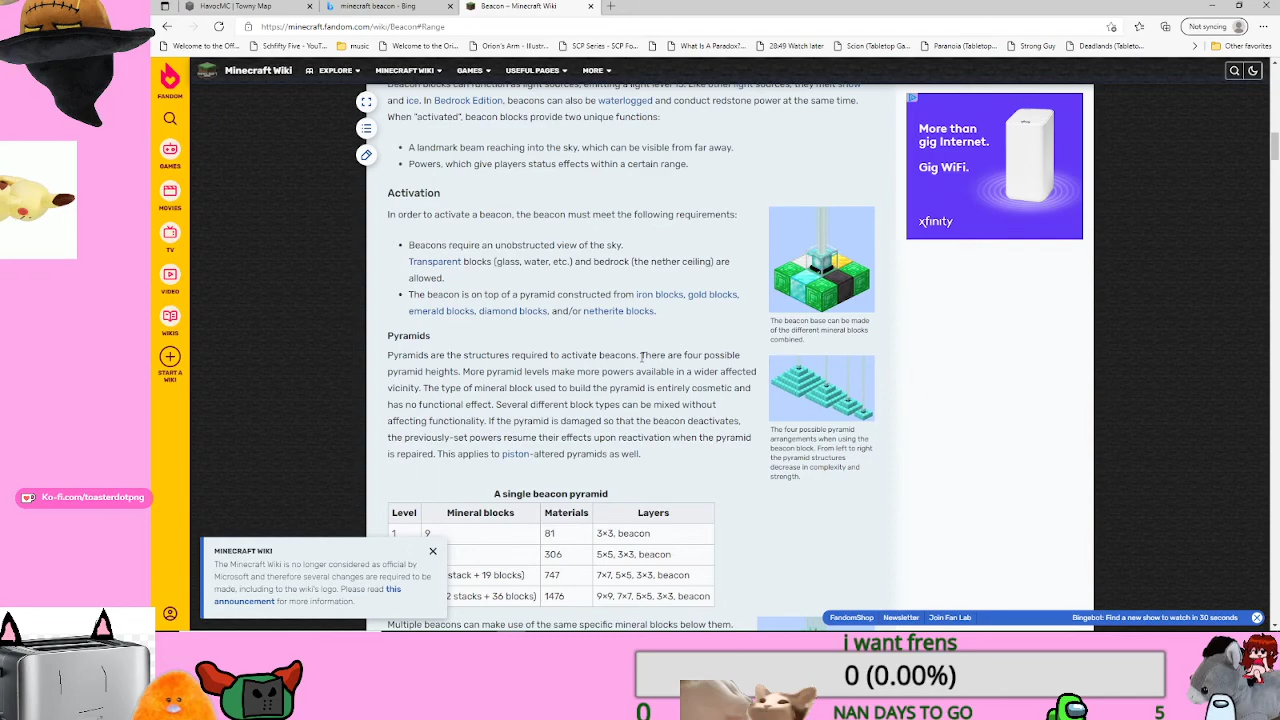 HavocMC | Towny Map
minecraft beacon - Bing
Beacon – Minecraft Wiki
https://minecraft.fandom.com/wiki/Beacon#Range
Not syncing
Welcome to the Off...
Schfifty - YouT...
music
Welcome to the Off...
Orion's Arm - Illustr...
SCP Series - SCP Fo...
What Is a Paradox?...
28:49 Watch later
Paranoia (Tabletop...
Strong Guy
Deadlands (Tabletop...
Other favorites
FANDOM
Minecraft Wiki
EXPLORE
MINECRAFT WIKI
GAMES
USEFUL PAGES
MORE
GAMES
MOVIES
TV
VIDEO
WIKIS
START A
WIKI
and ice. In Bedrock Edition, beacons can also be waterlogged and conduct redstone power at the same time.
When "activated", beacon blocks provide two unique functions:
A landmark beam reaching into the sky, which can be visible from far away.
Powers, which give players status effects within a certain range.
Activation
In order to activate a beacon, the beacon must meet the following requirements:
Beacons require an unobstructed view of the sky.
Transparent blocks (glass, water, etc.) and bedrock (the nether ceiling) are
allowed.
The beacon is on top of a pyramid constructed from iron blocks, gold blocks,
emerald blocks, diamond blocks, and/or netherite blocks.
The beacon base can be made
of the different mineral blocks
combined.
Pyramids
Pyramids are the structures required to activate beacons. There are four possible
pyramid heights. More pyramid levels make more powers available in a wider affected
vicinity. The type of mineral block used to build the pyramid is entirely cosmetic and
has no functional effect. Several different block types can be mixed without
affecting functionality. If the pyramid is damaged so that the beacon deactivates,
the previously-set powers resume their effects upon reactivation when the pyramid
is repaired. This applies to piston-altered pyramids as well.
The four possible pyramid
arrangements when using the
beacon block. From left to right
the pyramid structures
decrease in complexity and
strength.
A single beacon pyramid
Level Mineral blocks Materials Layers
1 9 81 3×3, beacon
306 5×5, 3×3, beacon
stack + 19 blocks) 747 7×7, 5×5, 3×3, beacon
2 stacks + 36 blocks) 1476 9×9, 7×7, 5×5, 3×3, beacon
Multiple beacons can make use of the same specific mineral blocks below them.
MINECRAFT WIKI
The Minecraft Wiki is no longer considered as official by
Microsoft and therefore several changes are required to be
made, including to the wiki's logo. Please read this
announcement for more information.
More than
gig Internet.
Gig WiFi.
xfinity
FandomShop
Newsletter
Join Fan Lab
Bingebot: Find a new show to watch in 30 seconds
Ko-fi.com/toasterdotpng
i want frens
0 (0.00%)
0
NAN DAYS TO GO
5